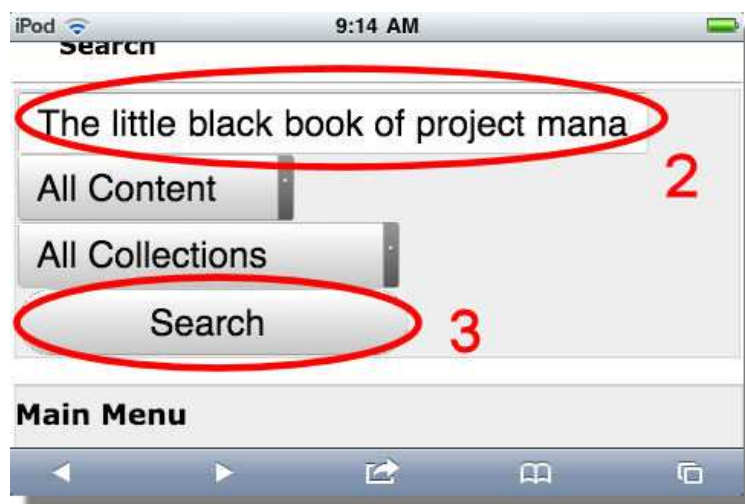 iPod 9:14 AM
Search
The little black book of project mana
2
All Content
All Collections
Search
3
Main Menu